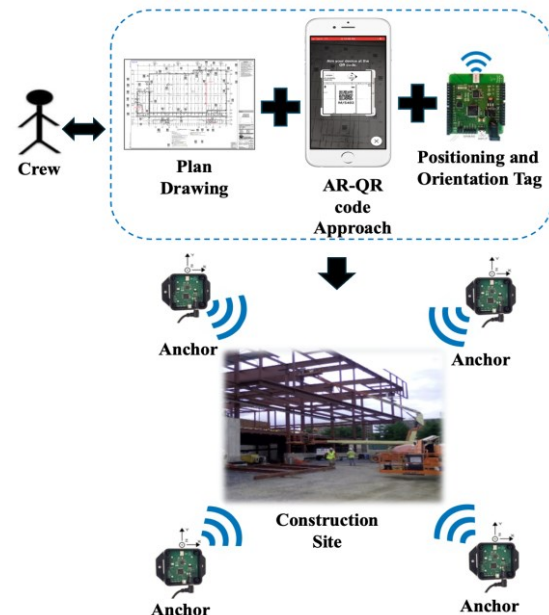 Crew
Plan
Drawing
AR-QR
code
Approach
Positioning and
Orientation Tag
Anchor
Anchor
Construction
Site
Anchor
Anchor